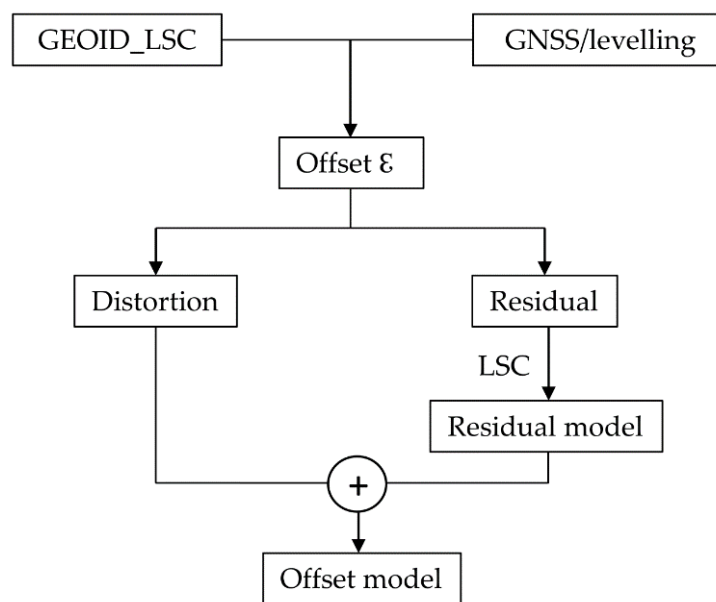 GEOID_LSC
GNSS/levelling
Offset Ɛ
Distortion
Residual
LSC
Residual model
+
Offset model